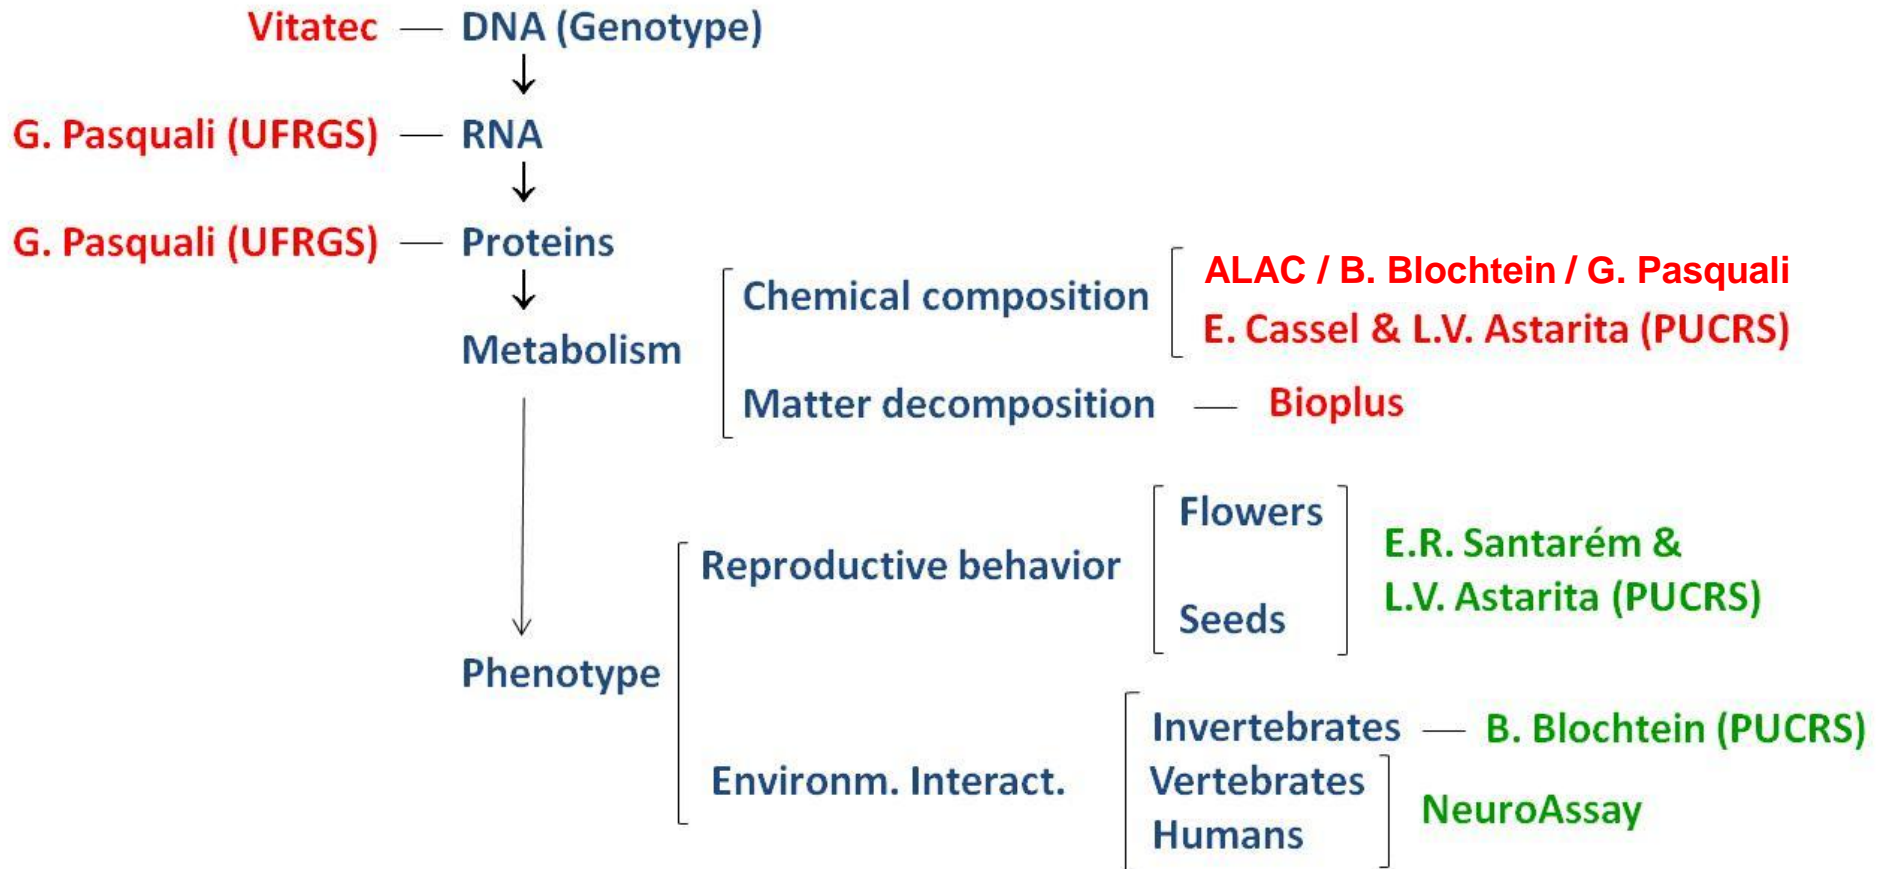 Vitatec — DNA (Genotype)
G. Pasquali (UFRGS) — RNA
G. Pasquali (UFRGS) — Proteins
Metabolism
Chemical composition
ALAC / B. Blochtein / G. Pasquali
E. Cassel & L.V. Astarita (PUCRS)
Matter decomposition — Bioplus
Phenotype
Reproductive behavior
Flowers
Seeds
E.R. Santarém &
L.V. Astarita (PUCRS)
Environm. Interact.
Invertebrates — B. Blochtein (PUCRS)
Vertebrates
Humans
NeuroAssay